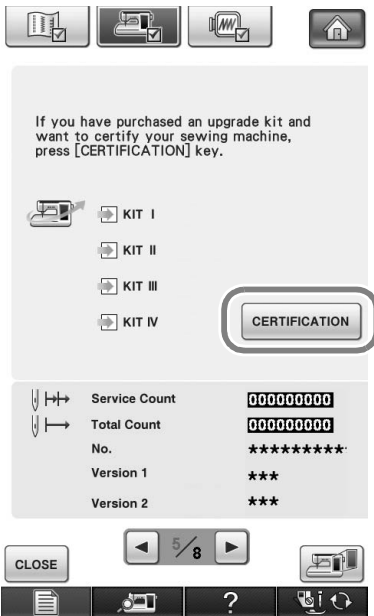 If you have purchased an upgrade kit and
want to certify your sewing machine,
press [CERTIFICATION] key.
KIT I
KIT II
KIT III
KIT IV
CERTIFICATION
Service Count 000000000
Total Count 000000000
No. *********
Version 1 ***
Version 2 ***
CLOSE
5/8
?